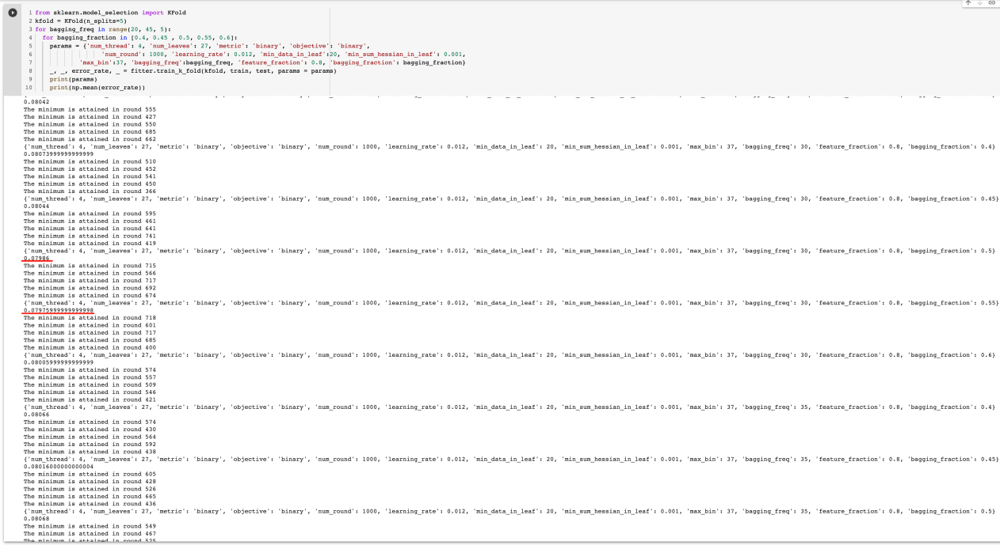 1 from sklearn.model_selection import KFold
2 kfold = KFold(n_splits=5)
3 for bagging_freq in range(20, 45, 5):
4 for bagging_fraction in [0.4, 0.45 , 0.5, 0.55, 0.6]:
5 params = {'num_thread': 4, 'num_leaves': 27, 'metric': 'binary', 'objective': 'binary',
6 'num_round': 1000, 'learning_rate': 0.012, 'min_data_in_leaf':20, 'min_sum_hessian_in_leaf': 0.001,
7 'max_bin':37, 'bagging_freq':bagging_freq, 'feature_fraction': 0.8, 'bagging_fraction': bagging_fraction}
8 _, _, error_rate, _ = fitter.train_k_fold(kfold, train, test, params = params)
9 print(params)
10 print(np.mean(error_rate))
0.08042
The minimum is attained in round 555
The minimum is attained in round 427
The minimum is attained in round 550
The minimum is attained in round 685
The minimum is attained in round 662
{'num_thread': 4, 'num_leaves': 27, 'metric': 'binary', 'objective': 'binary', 'num_round': 1000, 'learning_rate': 0.012, 'min_data_in_leaf': 20, 'min_sum_hessian_in_leaf': 0.001, 'max_bin': 37, 'bagging_freq': 30, 'feature_fraction': 0.8, 'bagging_fraction': 0.4}
0.08073999999999999
The minimum is attained in round 510
The minimum is attained in round 452
The minimum is attained in round 541
The minimum is attained in round 450
The minimum is attained in round 366
{'num_thread': 4, 'num_leaves': 27, 'metric': 'binary', 'objective': 'binary', 'num_round': 1000, 'learning_rate': 0.012, 'min_data_in_leaf': 20, 'min_sum_hessian_in_leaf': 0.001, 'max_bin': 37, 'bagging_freq': 30, 'feature_fraction': 0.8, 'bagging_fraction': 0.45}
0.08044
The minimum is attained in round 595
The minimum is attained in round 461
The minimum is attained in round 641
The minimum is attained in round 741
The minimum is attained in round 419
{'num_thread': 4, 'num_leaves': 27, 'metric': 'binary', 'objective': 'binary', 'num_round': 1000, 'learning_rate': 0.012, 'min_data_in_leaf': 20, 'min_sum_hessian_in_leaf': 0.001, 'max_bin': 37, 'bagging_freq': 30, 'feature_fraction': 0.8, 'bagging_fraction': 0.5}
0.07986
The minimum is attained in round 715
The minimum is attained in round 566
The minimum is attained in round 717
The minimum is attained in round 692
The minimum is attained in round 674
{'num_thread': 4, 'num_leaves': 27, 'metric': 'binary', 'objective': 'binary', 'num_round': 1000, 'learning_rate': 0.012, 'min_data_in_leaf': 20, 'min_sum_hessian_in_leaf': 0.001, 'max_bin': 37, 'bagging_freq': 30, 'feature_fraction': 0.8, 'bagging_fraction': 0.55}
0.07975999999999998
The minimum is attained in round 718
The minimum is attained in round 601
The minimum is attained in round 717
The minimum is attained in round 685
The minimum is attained in round 400
{'num_thread': 4, 'num_leaves': 27, 'metric': 'binary', 'objective': 'binary', 'num_round': 1000, 'learning_rate': 0.012, 'min_data_in_leaf': 20, 'min_sum_hessian_in_leaf': 0.001, 'max_bin': 37, 'bagging_freq': 30, 'feature_fraction': 0.8, 'bagging_fraction': 0.6}
0.08005999999999999
The minimum is attained in round 574
The minimum is attained in round 557
The minimum is attained in round 509
The minimum is attained in round 546
The minimum is attained in round 421
{'num_thread': 4, 'num_leaves': 27, 'metric': 'binary', 'objective': 'binary', 'num_round': 1000, 'learning_rate': 0.012, 'min_data_in_leaf': 20, 'min_sum_hessian_in_leaf': 0.001, 'max_bin': 37, 'bagging_freq': 35, 'feature_fraction': 0.8, 'bagging_fraction': 0.4}
0.08066
The minimum is attained in round 574
The minimum is attained in round 430
The minimum is attained in round 564
The minimum is attained in round 592
The minimum is attained in round 438
{'num_thread': 4, 'num_leaves': 27, 'metric': 'binary', 'objective': 'binary', 'num_round': 1000, 'learning_rate': 0.012, 'min_data_in_leaf': 20, 'min_sum_hessian_in_leaf': 0.001, 'max_bin': 37, 'bagging_freq': 35, 'feature_fraction': 0.8, 'bagging_fraction': 0.45}
0.08016000000000004
The minimum is attained in round 605
The minimum is attained in round 428
The minimum is attained in round 526
The minimum is attained in round 665
The minimum is attained in round 436
{'num_thread': 4, 'num_leaves': 27, 'metric': 'binary', 'objective': 'binary', 'num_round': 1000, 'learning_rate': 0.012, 'min_data_in_leaf': 20, 'min_sum_hessian_in_leaf': 0.001, 'max_bin': 37, 'bagging_freq': 35, 'feature_fraction': 0.8, 'bagging_fraction': 0.5}
0.08068
The minimum is attained in round 549
The minimum is attained in round 467
The minimum is attained in round 525